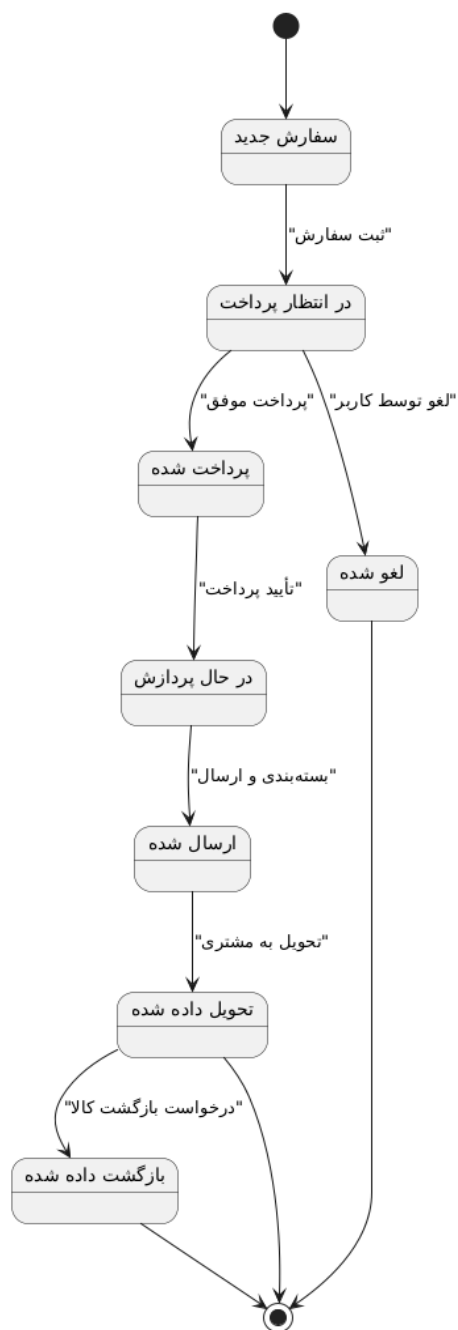 سفارش جدید
"ثبت سفارش"
در انتظار پرداخت
"پرداخت موفق"
"لغو توسط کاربر"
پرداخت شده
لغو شده
"تأیید پرداخت"
در حال پردازش
"بسته‌بندی و ارسال"
ارسال شده
"تحویل به مشتری"
تحویل داده شده
"درخواست بازگشت کالا"
بازگشت داده شده